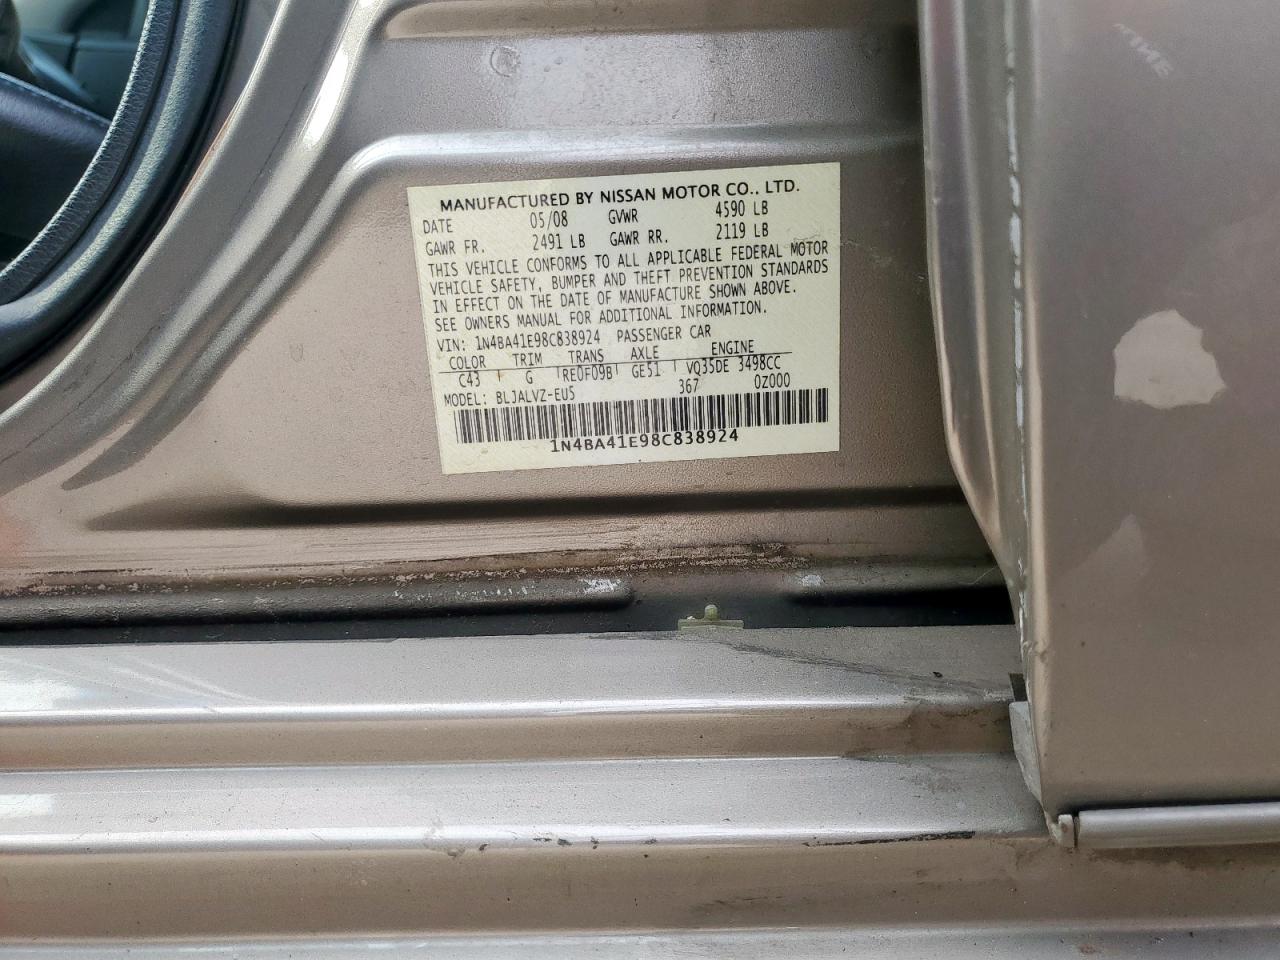 MANUFACTURED BY NISSAN MOTOR CO., LTD.
DATE 05/08 GVWR 4590 LB
GAWR FR. 2491 LB GAWR RR. 2119 LB
THIS VEHICLE CONFORMS TO ALL APPLICABLE FEDERAL MOTOR
VEHICLE SAFETY, BUMPER AND THEFT PREVENTION STANDARDS
IN EFFECT ON THE DATE OF MANUFACTURE SHOWN ABOVE.
SEE OWNERS MANUAL FOR ADDITIONAL INFORMATION.
VIN: 1N4BA41E98C838924 PASSENGER CAR
COLOR TRIM TRANS AXLE ENGINE
C43 G RE0F09B GE51 VQ35DE 3498CC
MODEL: BLJALVZ-EU5 367 0Z000
1N4BA41E98C838924